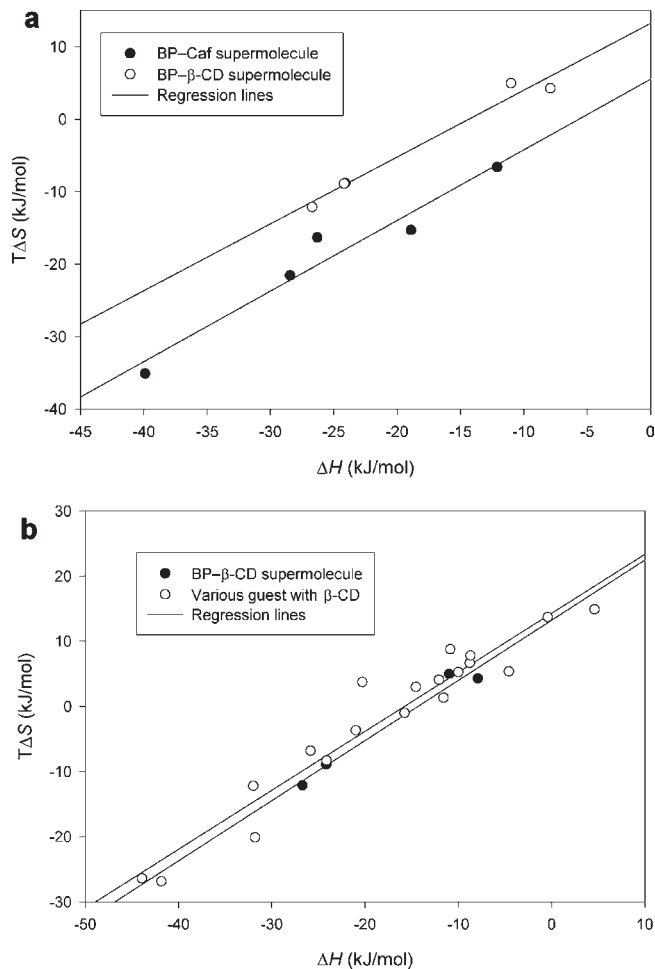 a
10
0
-10
-20
-30
-40
TΔS (kJ/mol)
BP–Caf supermolecule
BP–β-CD supermolecule
Regression lines
-45 -40 -35 -30 -25 -20 -15 -10 -5 0
ΔH (kJ/mol)
b
30
20
10
0
-10
-20
-30
TΔS (kJ/mol)
BP–β-CD supermolecule
Various guest with β-CD
Regression lines
-50 -40 -30 -20 -10 0 10
ΔH (kJ/mol)